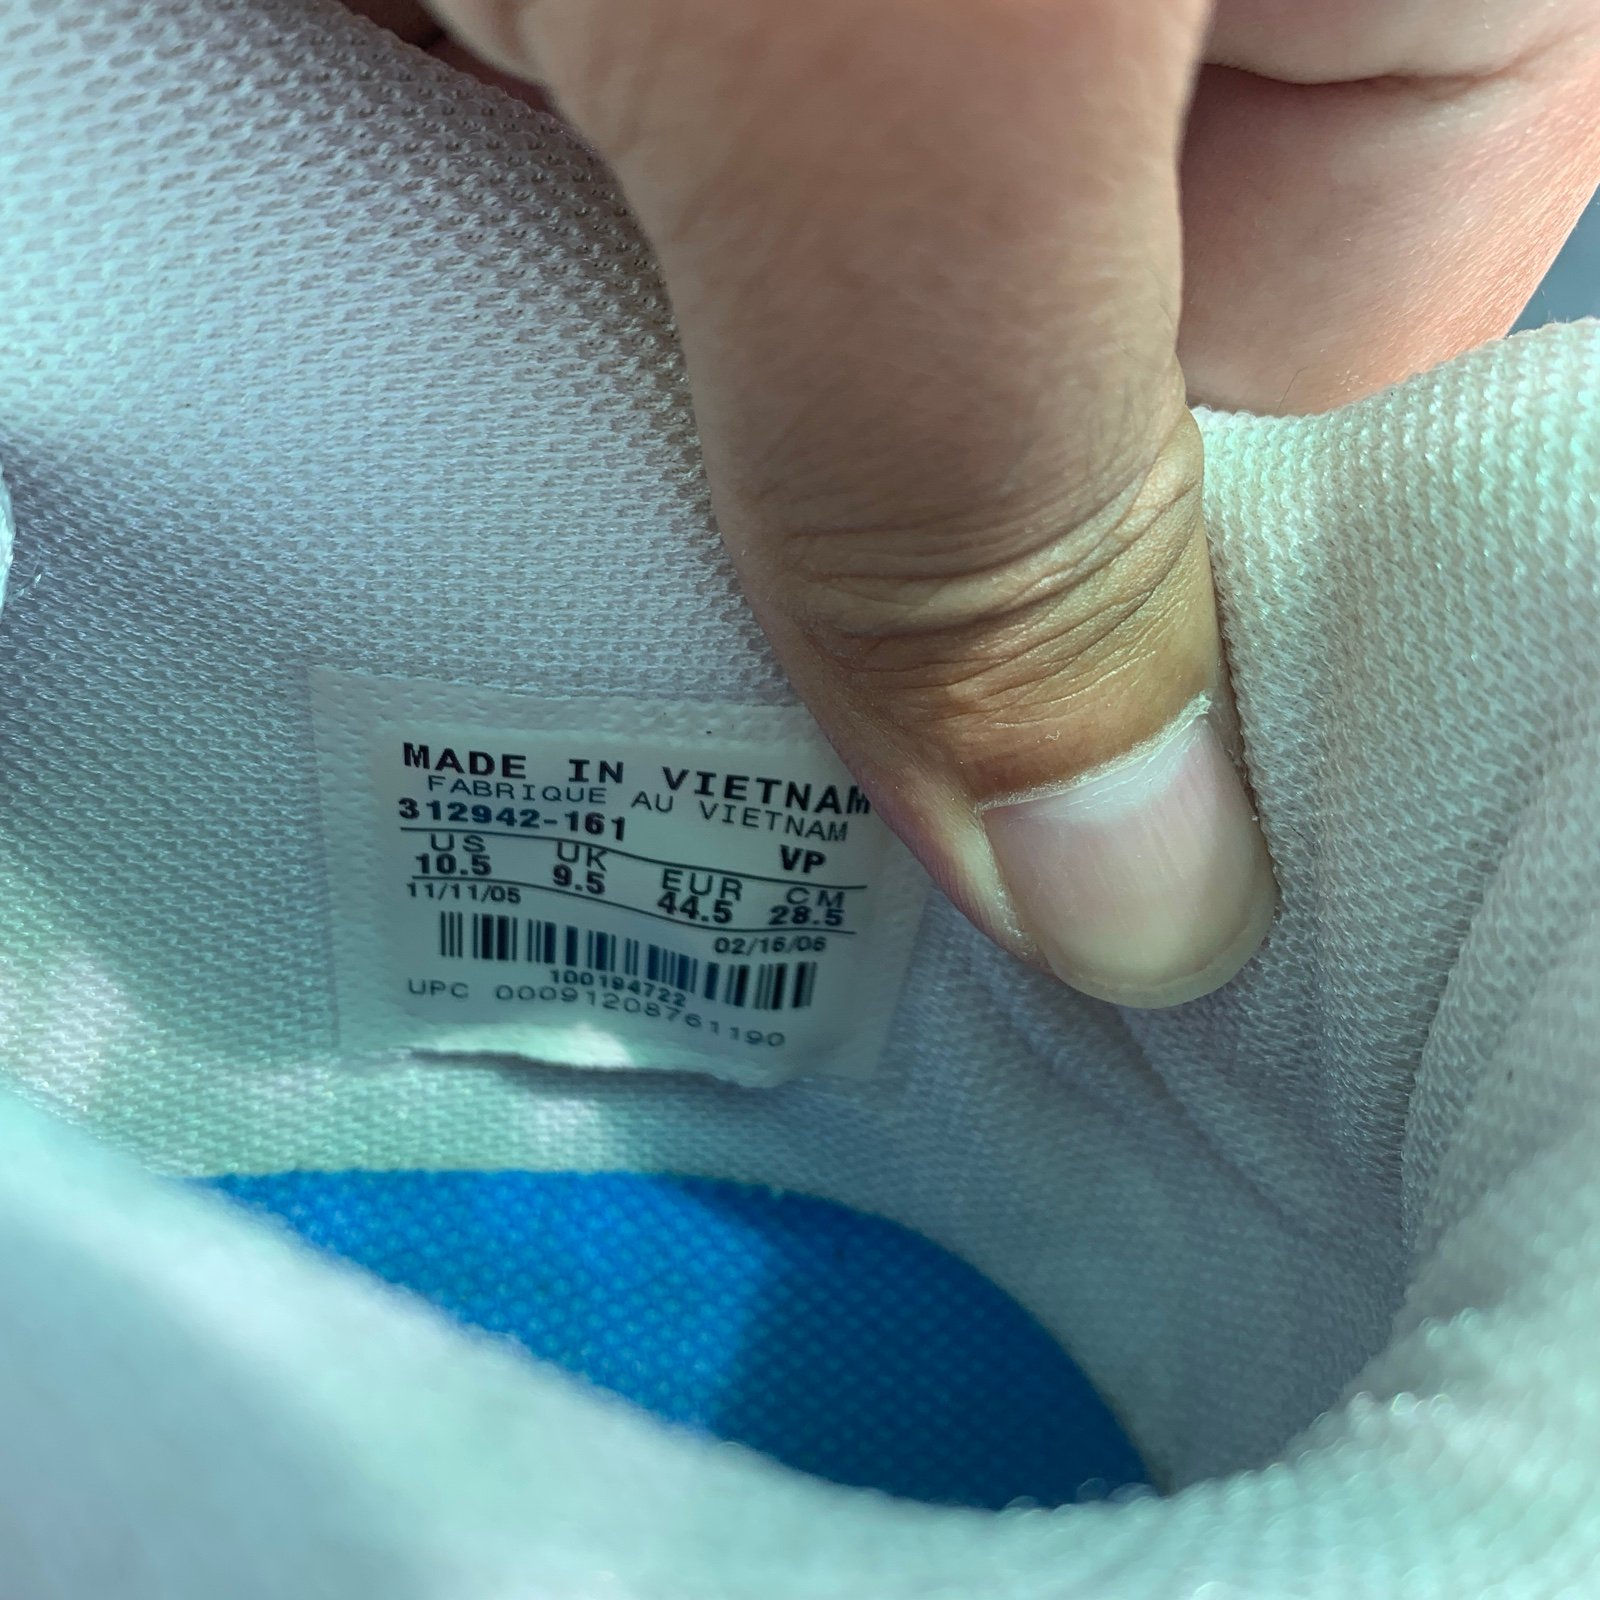 MADE IN VIETNAM
FABRIQUE AU VIETNAM
312942-161 VP
US UK EUR CM
10.5 9.5 44.5 28.5
11/11/05 02/16/06
100194722
UPC 00091208761190